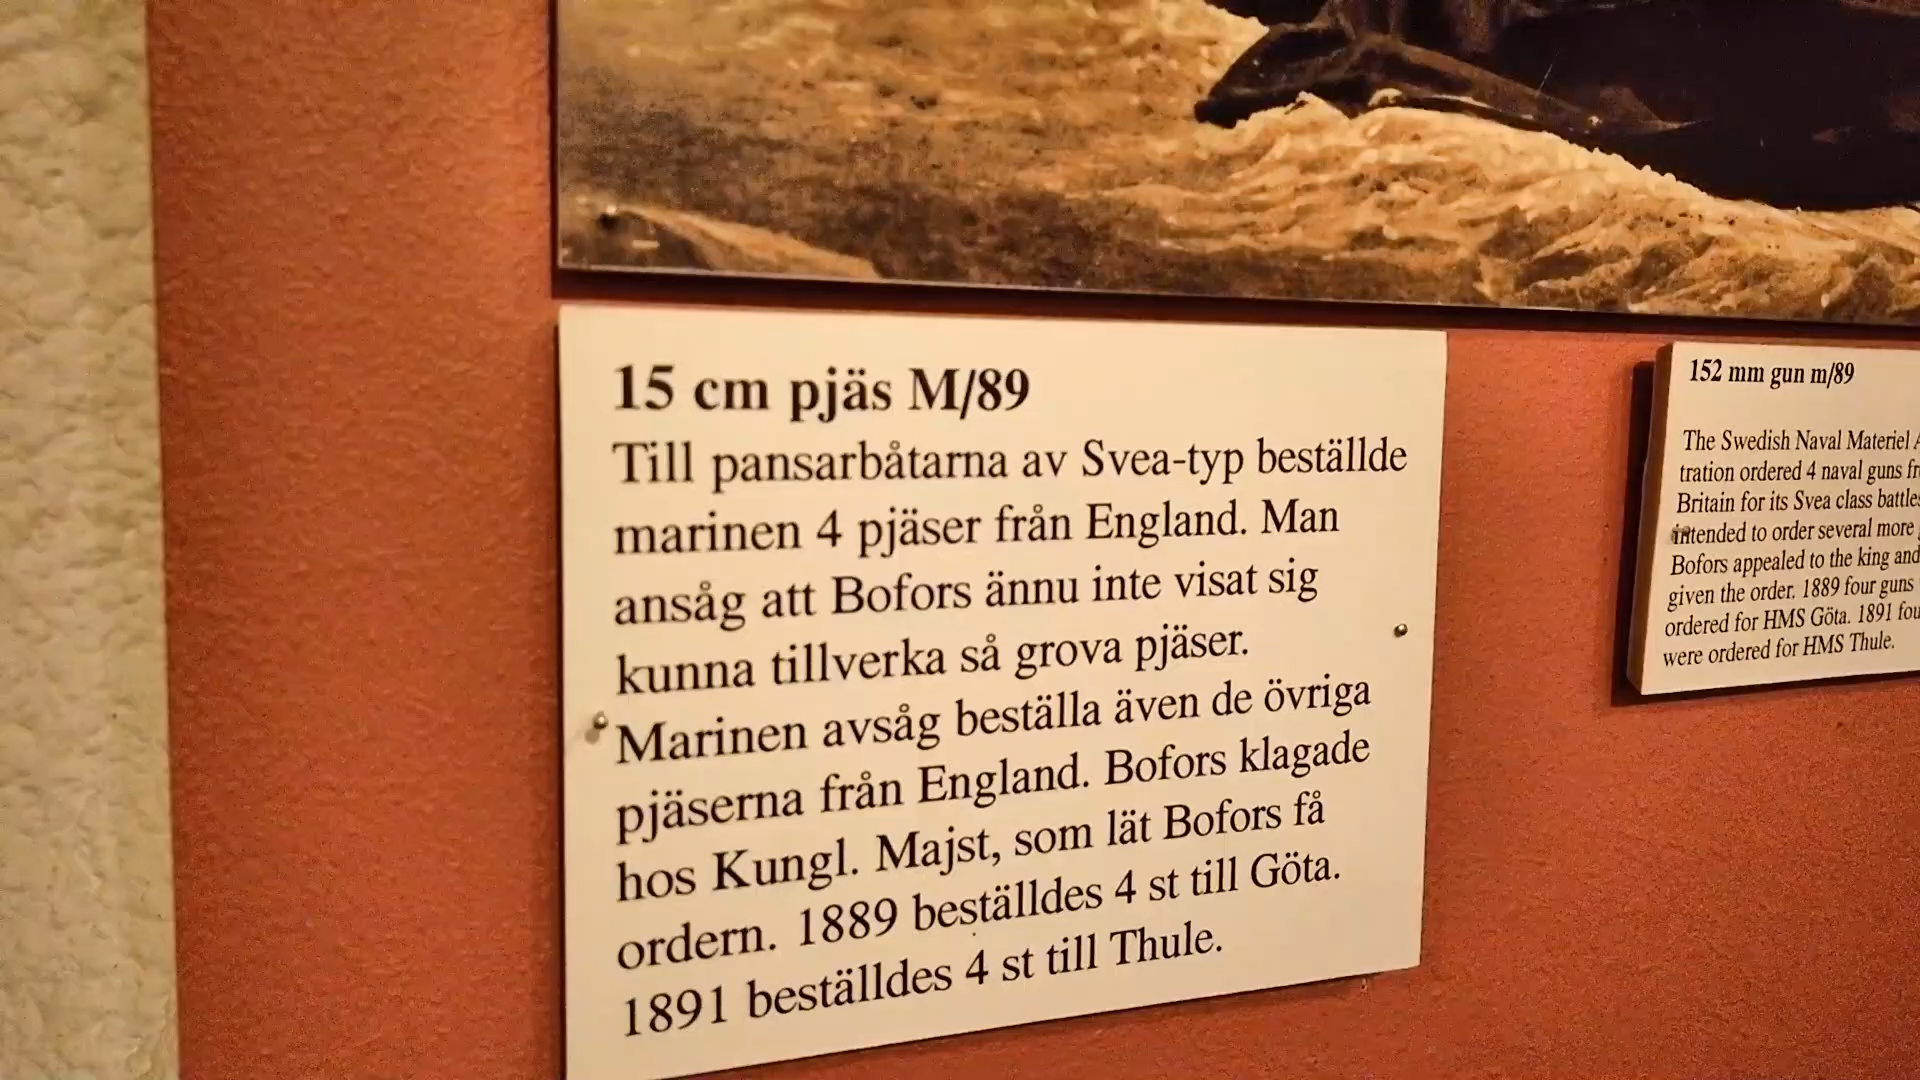 15 cm pjäs M/89
Till pansarbåtarna av Svea-typ beställde
marinen 4 pjäser från England. Man
ansåg att Bofors ännu inte visat sig
kunna tillverka så grova pjäser.
Marinen avsåg beställa även de övriga
pjäserna från England. Bofors klagade
hos Kungl. Majst, som lät Bofors få
ordern. 1889 beställdes 4 st till Göta.
1891 beställdes 4 st till Thule.
152 mm gun m/89
The Swedish Naval Materiel
tration ordered 4 naval guns
Britain for its Svea class
intended to order several more
Bofors appealed to the king and
given the order. 1889 four guns
ordered for HMS Göta. 1891
were ordered for HMS Thule.